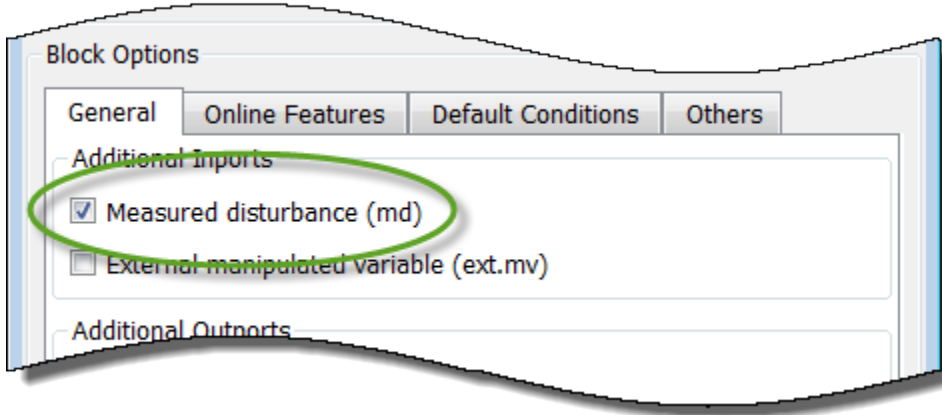 Block Options
General Online Features Default Conditions Others
Additional Inports
Measured disturbance (md)
External manipulated variable (ext.mv)
Additional Outports